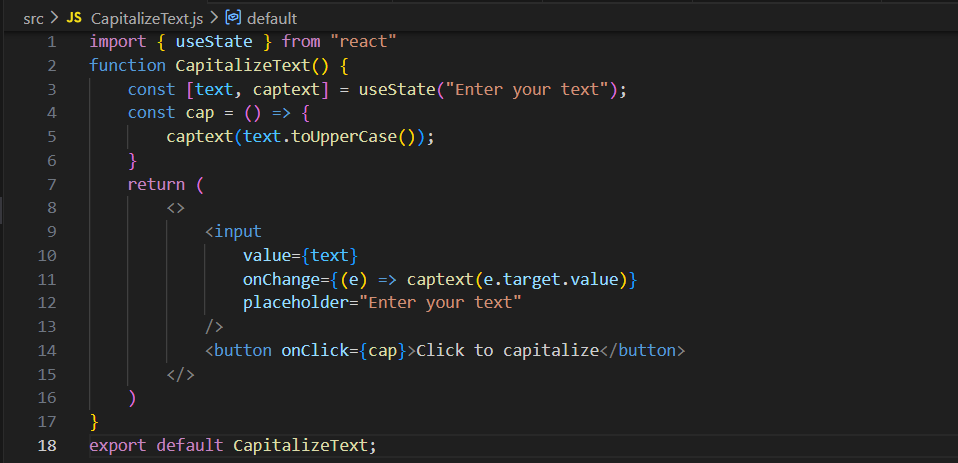 src > JS CapitalizeText.js > default
1 import { useState } from "react"
2 function CapitalizeText() {
3     const [text, captext] = useState("Enter your text");
4     const cap = () => {
5         captext(text.toUpperCase());
6     }
7     return (
8         <>
9             <input
10                 value={text}
11                 onChange={(e) => captext(e.target.value)}
12                 placeholder="Enter your text"
13             />
14             <button onClick={cap}>Click to capitalize</button>
15         </>
16     )
17 }
18 export default CapitalizeText;